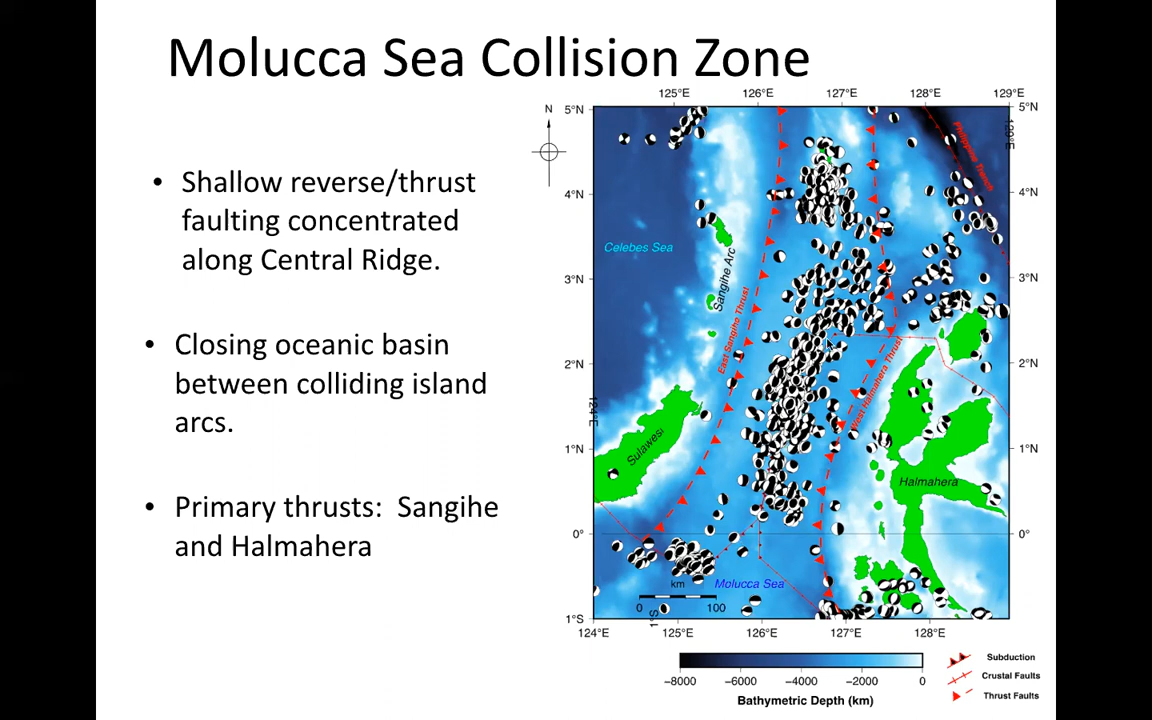 Molucca Sea Collision Zone
• Shallow reverse/thrust
faulting concentrated
along Central Ridge.
• Closing oceanic basin
between colliding island
arcs.
• Primary thrusts: Sangihe
and Halmahera
125°E 126°E 127°E 128°E 129°E
N
5°N 5°N
129°E
Philippine Trench
4°N 4°N
Celebes Sea
Sangihe Arc
3°N 3°N
East Sangihe Thrust
2°N 2°N
West Halmahera Thrust
124°E
Sulawesi
1°N 1°N
Halmahera
0° 0°
Molucca Sea
km
0 100
1°S
1°S
124°E 125°E 126°E 127°E 128°E
−8000 −6000 −4000 −2000 0
Bathymetric Depth (km)
Subduction
Crustal Faults
Thrust Faults